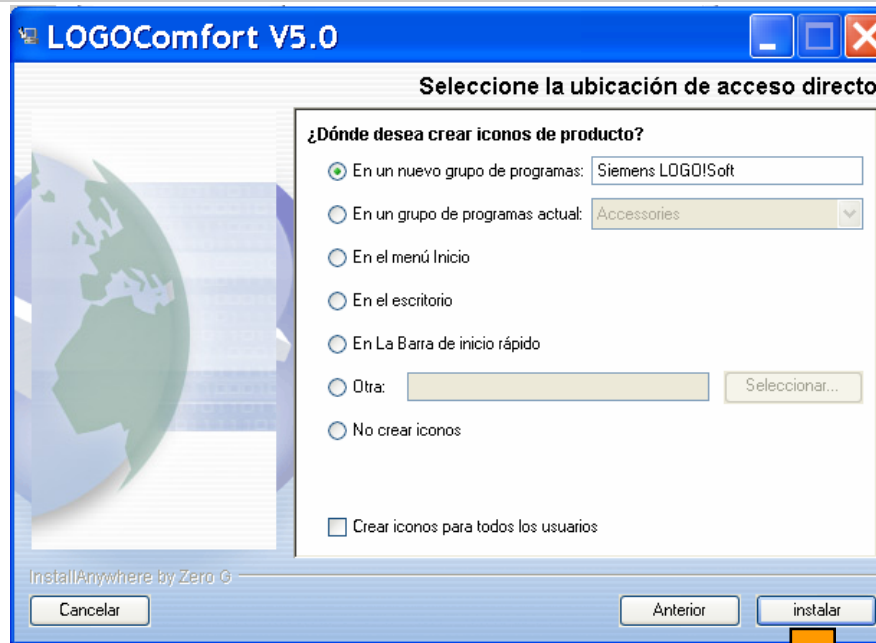 LOGOComfort V5.0
Seleccione la ubicación de acceso directo
¿Dónde desea crear iconos de producto?
En un nuevo grupo de programas: Siemens LOGO!Soft
En un grupo de programas actual: Accessories
En el menú Inicio
En el escritorio
En La Barra de inicio rápido
Otra: Seleccionar...
No crear iconos
Crear iconos para todos los usuarios
InstallAnywhere by Zero G
Cancelar Anterior instalar